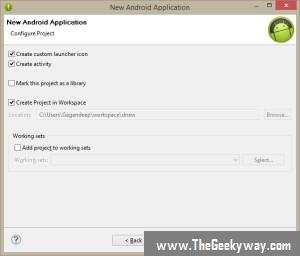 New Android Application
New Android Application
Configure Project
Create custom launcher icon
Create activity
Mark this project as a library
Create Project in Workspace
Location: C:\Users\Gagandeep\workspace\dnew Browse...
Working sets
Add project to working sets
Working sets: Select...
? < Back
www.TheGeekyway.com